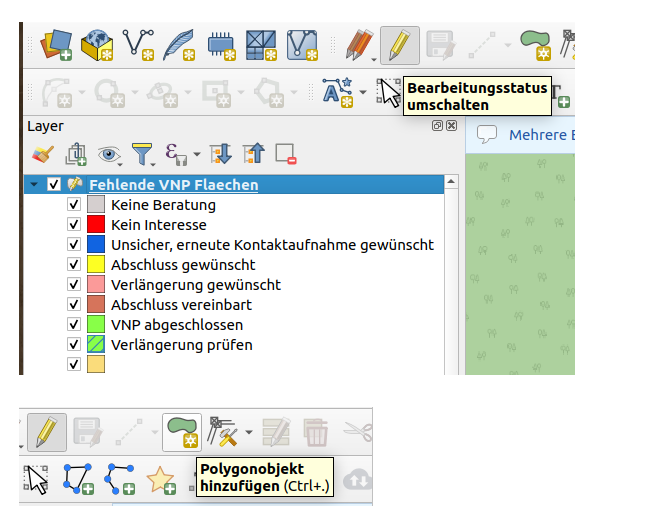 Bearbeitungsstatus
umschalten
Layer
Mehrere
Fehlende VNP Flaechen
Keine Beratung
Kein Interesse
Unsicher, erneute Kontaktaufnahme gewünscht
Abschluss gewünscht
Verlängerung gewünscht
Abschluss vereinbart
VNP abgeschlossen
Verlängerung prüfen
Polygonobjekt
hinzufügen (Ctrl+.)